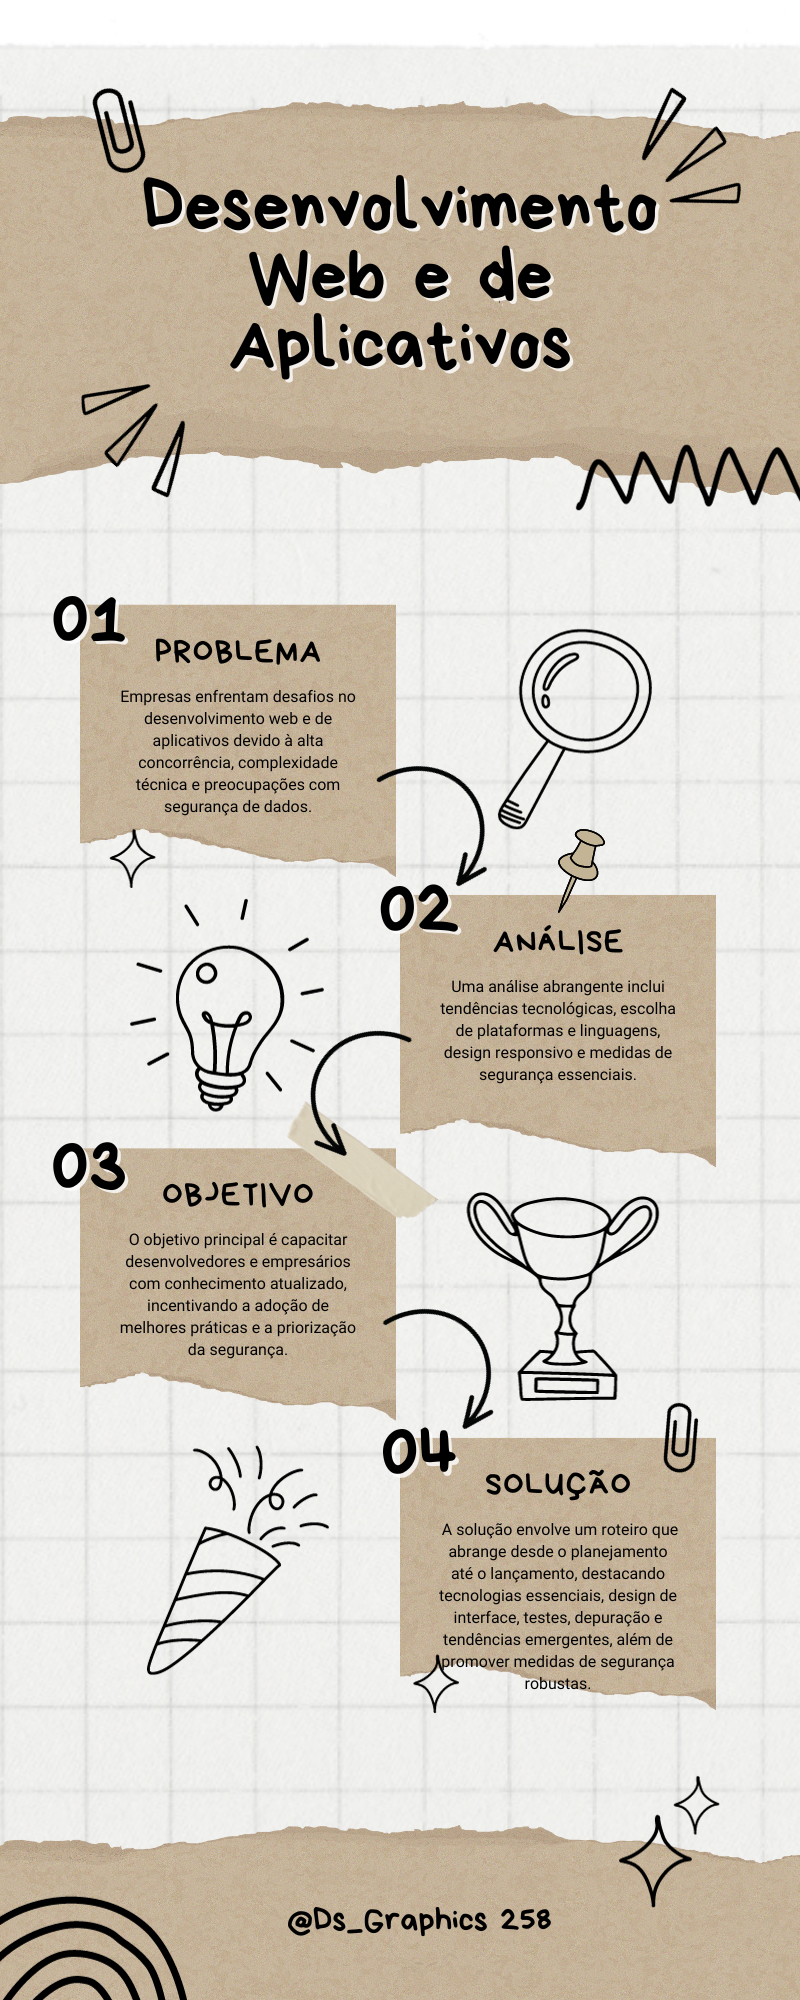 Desenvolvimento
Web e de
Aplicativos
01
PROBLEMA
Empresas enfrentam desafios no
desenvolvimento web e de
aplicativos devido à alta
concorrência, complexidade
técnica e preocupações com
segurança de dados.
02
ANÁLISE
Uma análise abrangente inclui
tendências tecnológicas, escolha
de plataformas e linguagens,
design responsivo e medidas de
segurança essenciais.
03
OBJETIVO
O objetivo principal é capacitar
desenvolvedores e empresários
com conhecimento atualizado,
incentivando a adoção de
melhores práticas e a priorização
da segurança.
04
SOLUÇÃO
A solução envolve um roteiro que
abrange desde o planejamento
até o lançamento, destacando
tecnologias essenciais, design de
interface, testes, depuração e
tendências emergentes, além de
promover medidas de segurança
robustas.
@Ds_Graphics 258